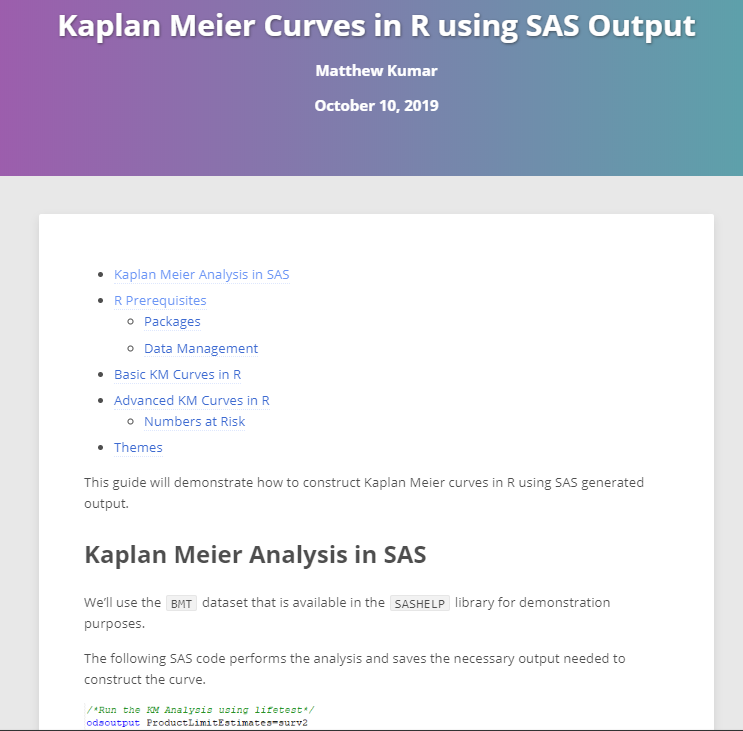 Kaplan Meier Curves in R using SAS Output
Matthew Kumar
October 10, 2019
Kaplan Meier Analysis in SAS
R Prerequisites
Packages
Data Management
Basic KM Curves in R
Advanced KM Curves in R
Numbers at Risk
Themes
This guide will demonstrate how to construct Kaplan Meier curves in R using SAS generated
output.
Kaplan Meier Analysis in SAS
We'll use the BMT dataset that is available in the SASHELP library for demonstration
purposes.
The following SAS code performs the analysis and saves the necessary output needed to
construct the curve.
/*Run the KM Analysis using lifetest*/
odsoutput ProductLimitEstimates=surv2